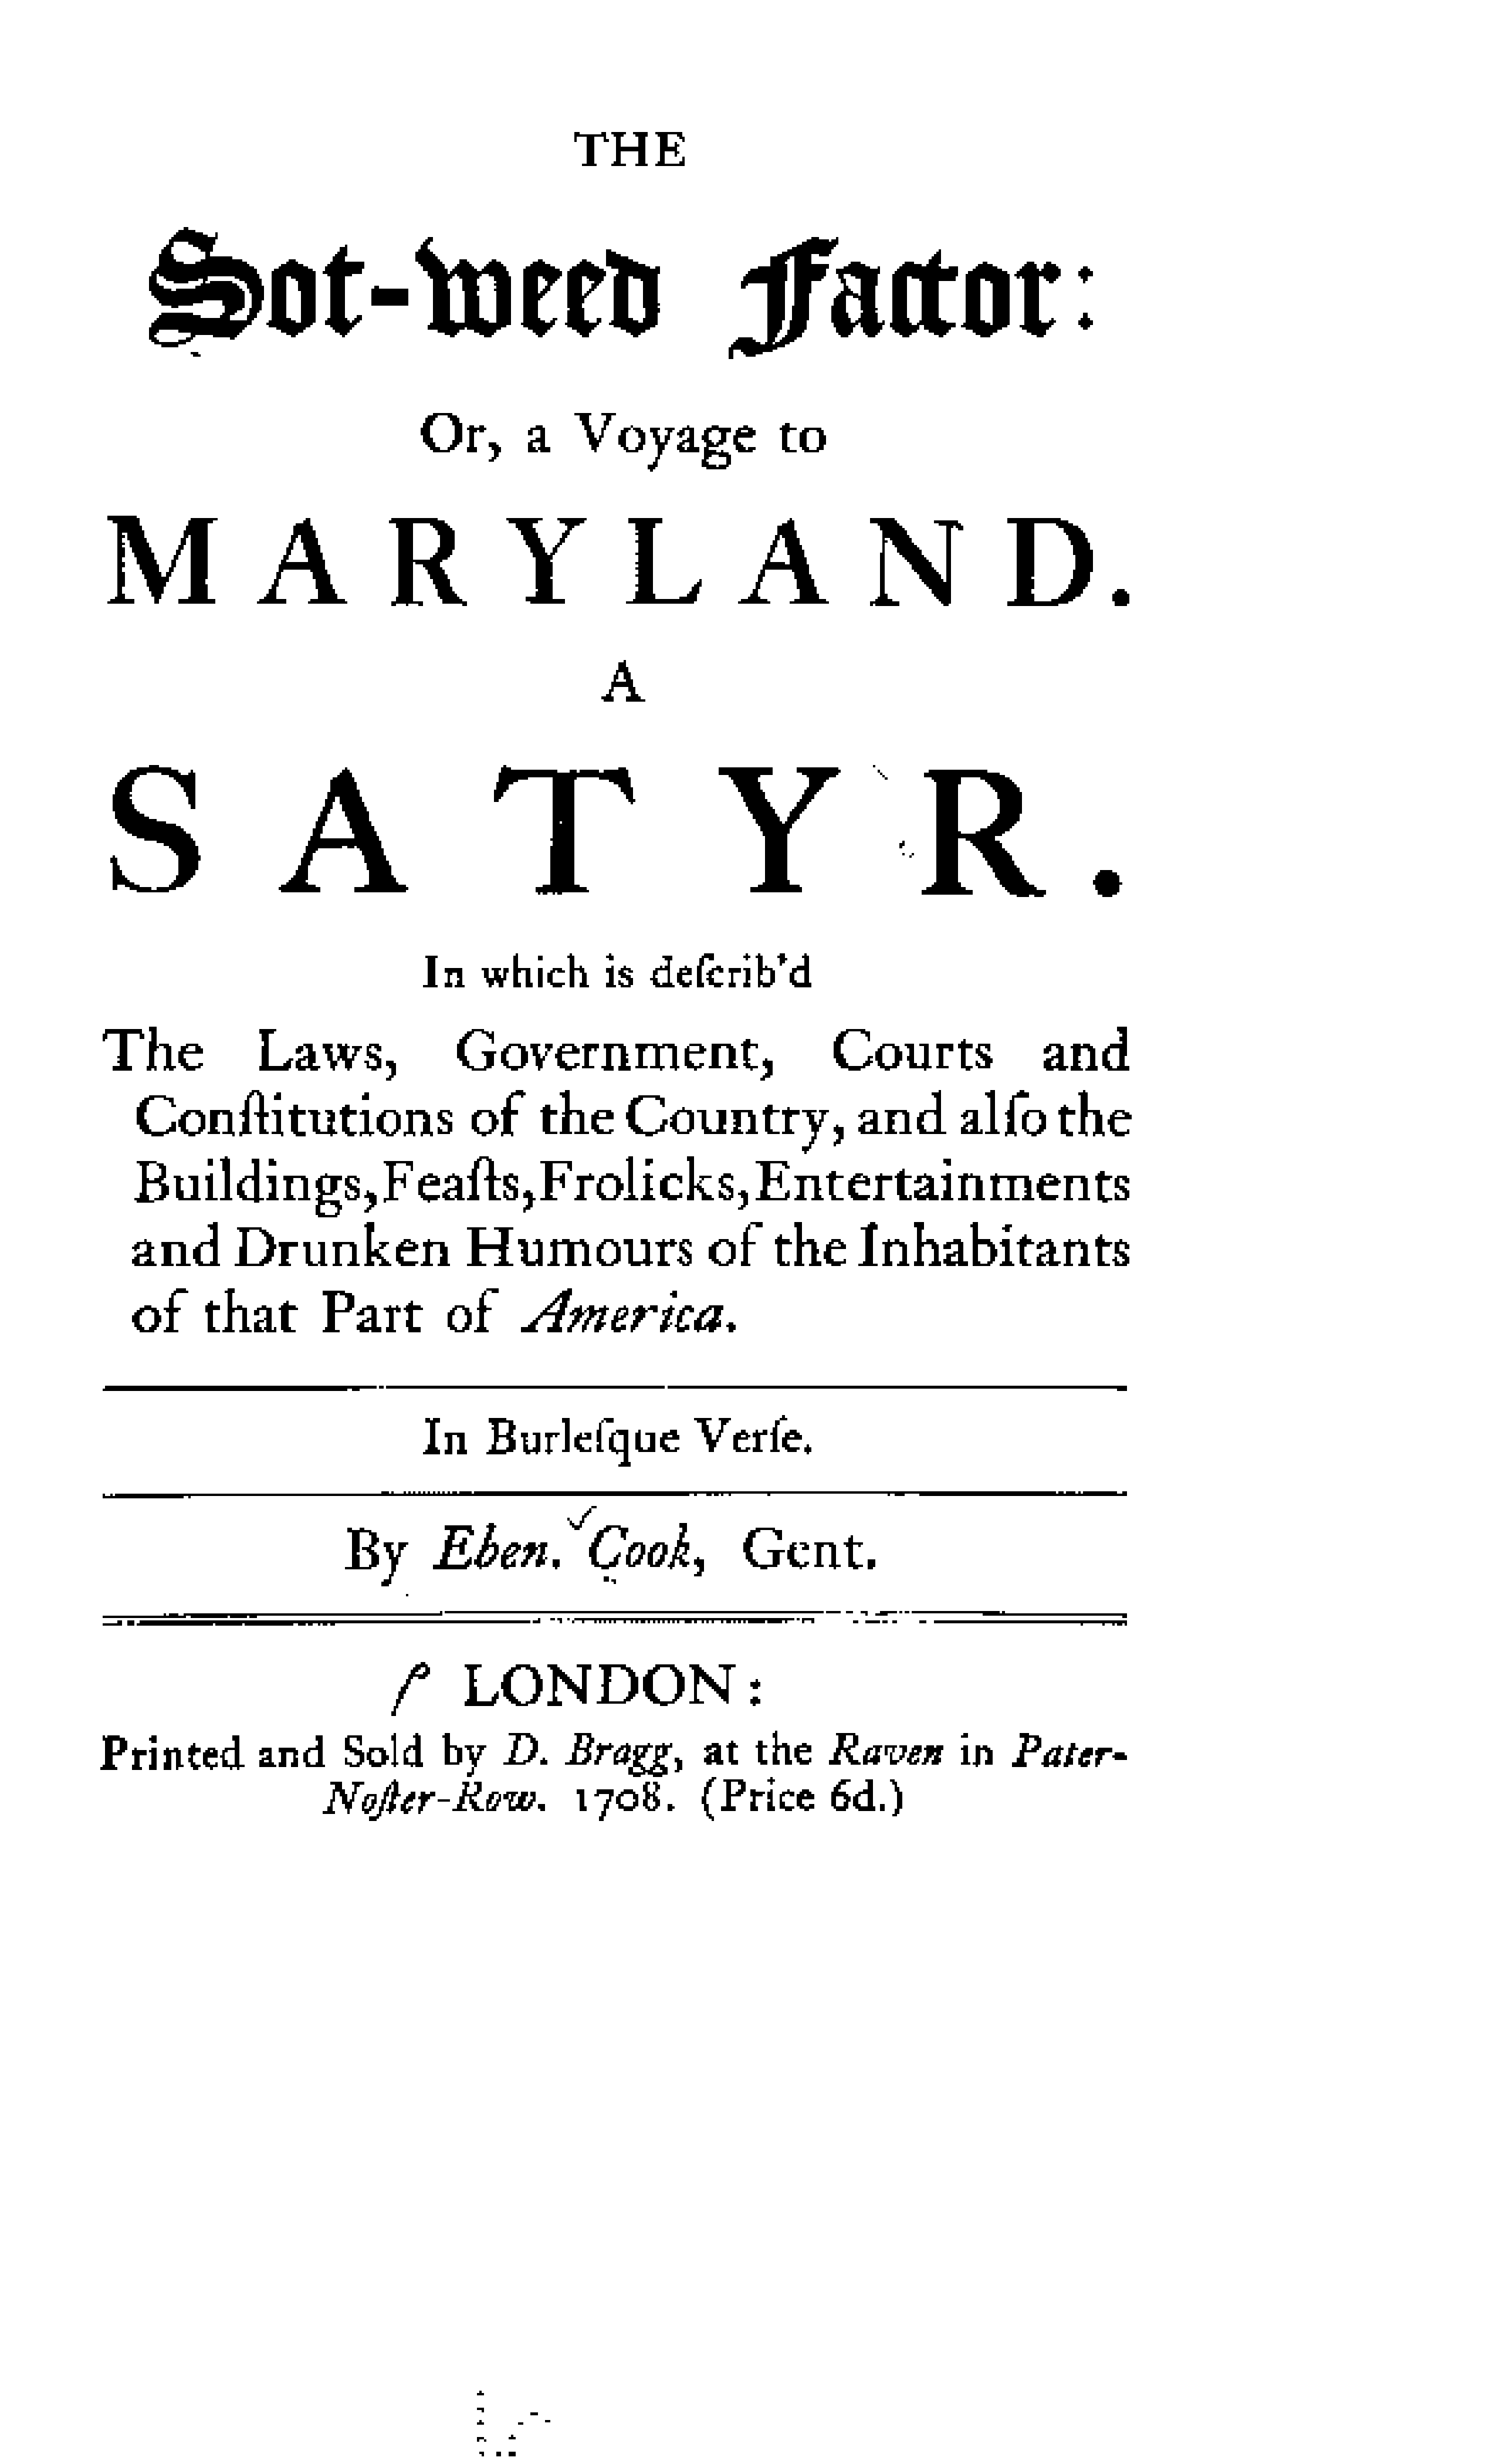 THE
Sot-weed Factor:
Or, a Voyage to
MARYLAND.
A
SATYR.
In which is deſcrib'd
The Laws, Government, Courts and
Conſtitutions of the Country, and alſo the
Buildings, Feaſts, Frolicks, Entertainments
and Drunken Humours of the Inhabitants
of that Part of America.
In Burleſque Verſe.
By Eben. Cook, Gent.
LONDON:
Printed and Sold by D. Bragg, at the Raven in Pater-
Noſter-Row. 1708. (Price 6d.)